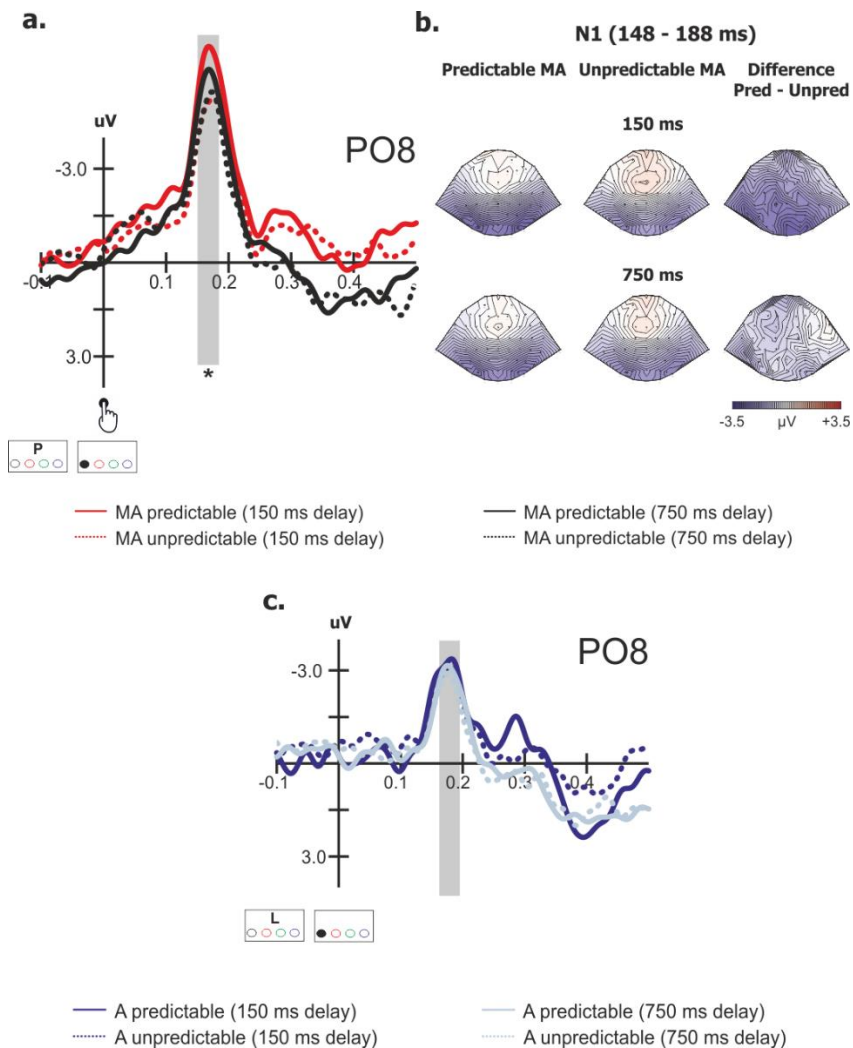 a.
uV
-3.0
PO8
-0.1
0.1
0.2
0.3
0.4
3.0
*
P
b.
N1 (148 - 188 ms)
Predictable MA
Unpredictable MA
Difference
Pred - Unpred
150 ms
750 ms
-3.5
µV
+3.5
MA predictable (150 ms delay)
MA unpredictable (150 ms delay)
MA predictable (750 ms delay)
MA unpredictable (750 ms delay)
c.
uV
-3.0
PO8
-0.1
0.1
0.2
0.3
0.4
3.0
L
A predictable (150 ms delay)
A unpredictable (150 ms delay)
A predictable (750 ms delay)
A unpredictable (750 ms delay)